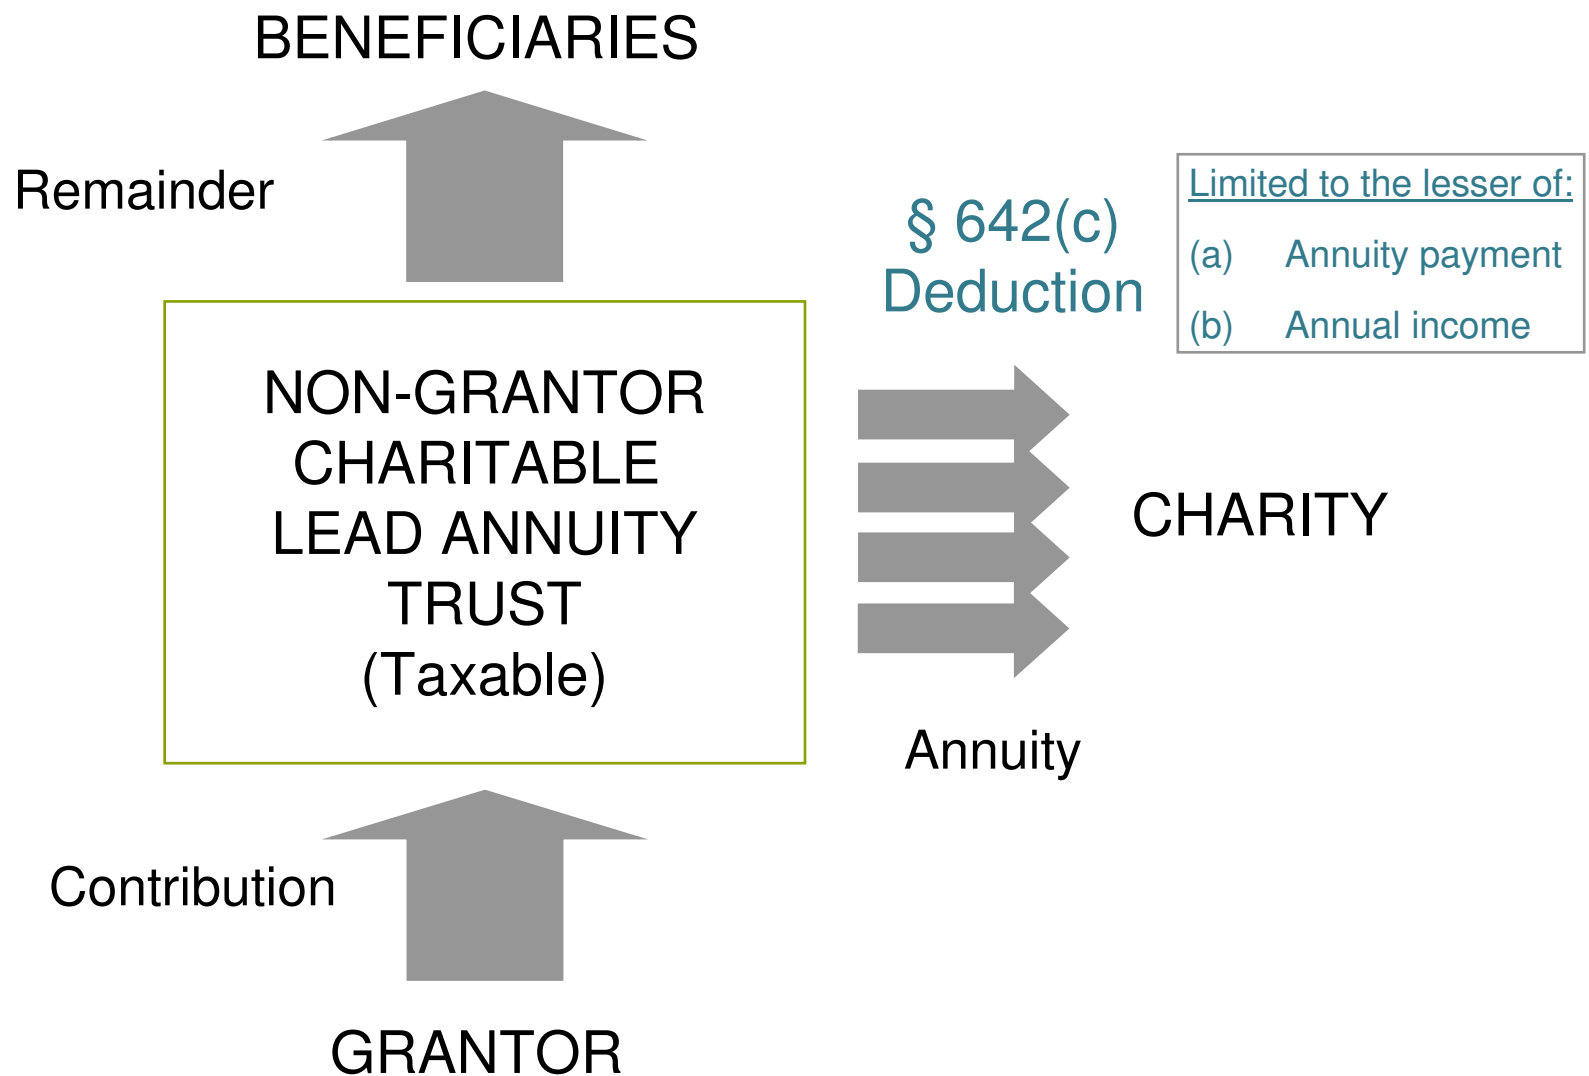 BENEFICIARIES
Remainder
§ 642(c)
Deduction
Limited to the lesser of:
(a) Annuity payment
(b) Annual income
NON-GRANTOR
CHARITABLE
LEAD ANNUITY
TRUST
(Taxable)
CHARITY
Annuity
Contribution
GRANTOR